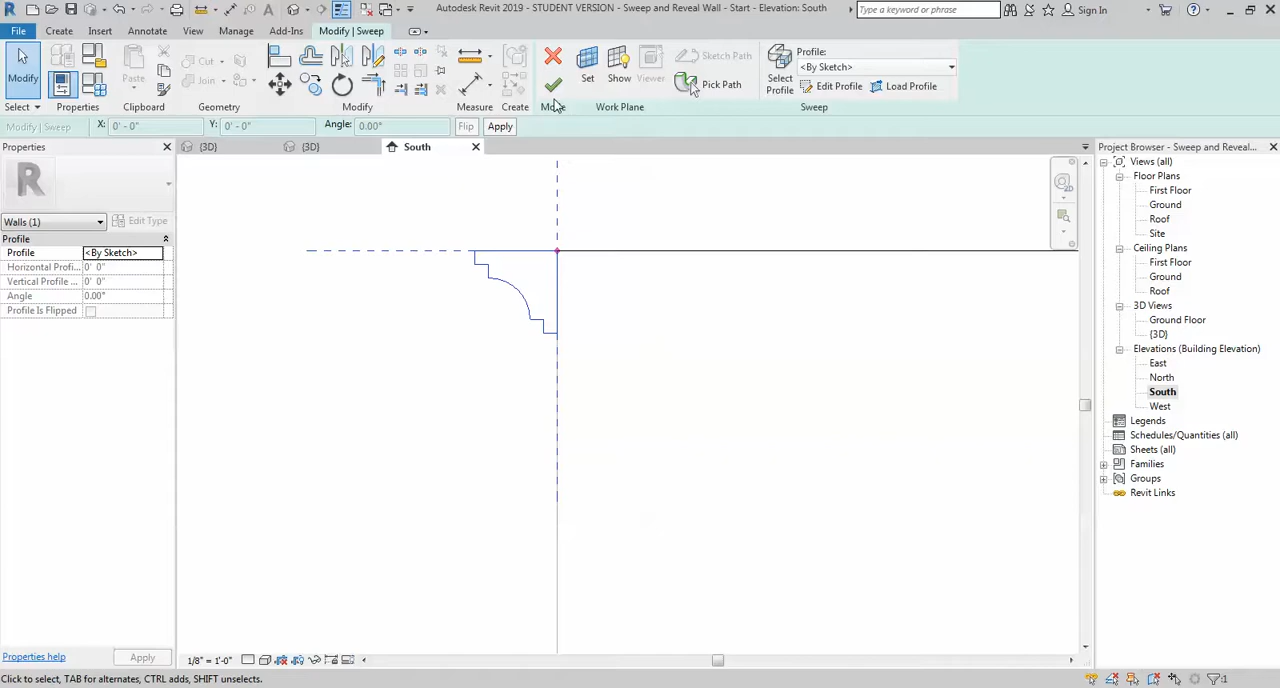 Autodesk Revit 2019 - STUDENT VERSION - Sweep and Reveal Wall - Start - Elevation: South
Type a keyword or phrase
Sign In
File
Create
Insert
Annotate
View
Manage
Add-Ins
Modify | Sweep
Modify
Paste
Cut
Join
Set
Show
Viewer
Sketch Path
Pick Path
Select
Profile
Profile:
<By Sketch>
Edit Profile
Load Profile
Select
Properties
Clipboard
Geometry
Modify
Measure
Create
Mode
Work Plane
Sweep
Modify | Sweep
X: 0' - 0"
Y: 0' - 0"
Angle: 0.00°
Flip
Apply
Properties
{3D}
{3D}
South
Walls (1)
Edit Type
Profile
Profile
<By Sketch>
Horizontal Profi...
0' 0"
Vertical Profile ...
0' 0"
Angle
0.00°
Profile Is Flipped
Properties help
Apply
Project Browser - Sweep and Reveal...
Views (all)
Floor Plans
First Floor
Ground
Roof
Site
Ceiling Plans
First Floor
Ground
Roof
3D Views
Ground Floor
{3D}
Elevations (Building Elevation)
East
North
South
West
Legends
Schedules/Quantities (all)
Sheets (all)
Families
Groups
Revit Links
1/8" = 1'-0"
Click to select, TAB for alternates, CTRL adds, SHIFT unselects.
:1